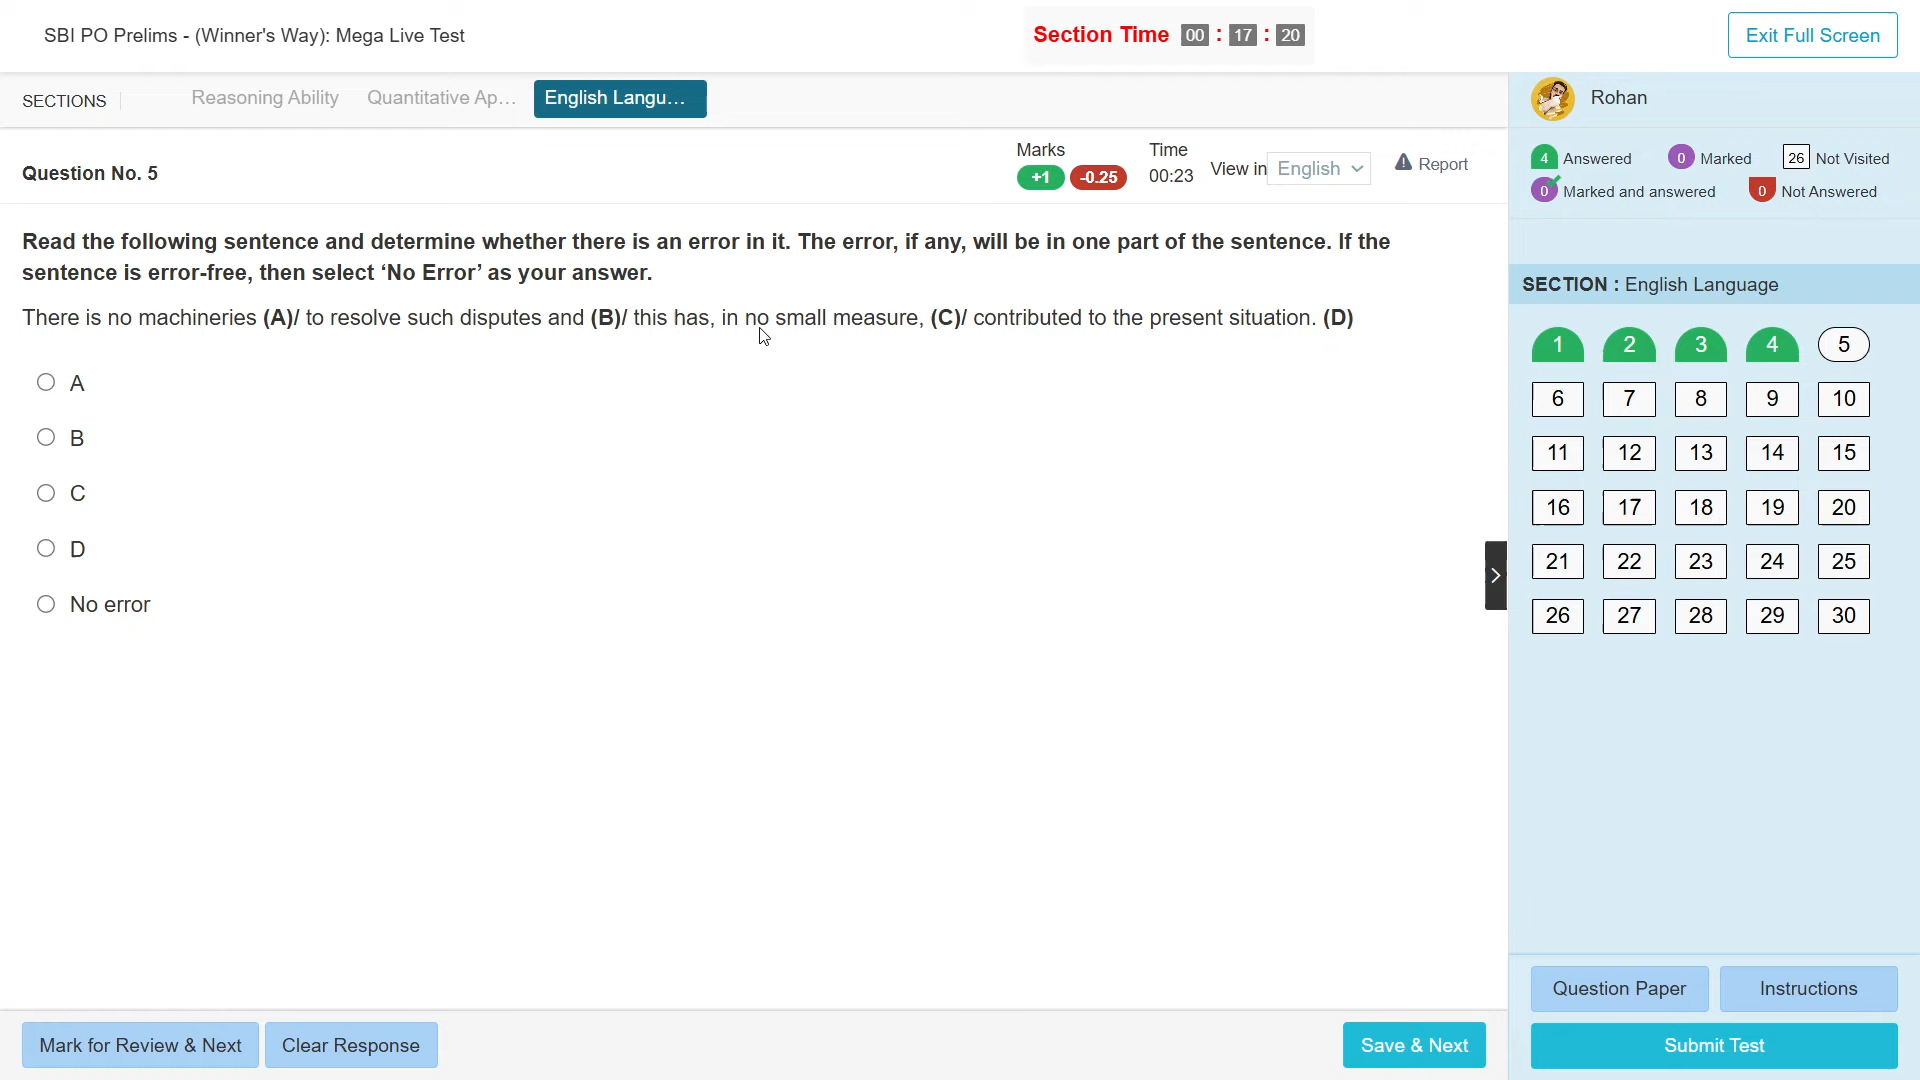 SBI PO Prelims - (Winner's Way): Mega Live Test
Section Time 00 : 17 : 20
Exit Full Screen
SECTIONS
Reasoning Ability
Quantitative Ap...
English Langu...
Rohan
Question No. 5
Marks
+1 -0.25
Time
00:23
View in English
Report
4 Answered
0 Marked
26 Not Visited
0 Marked and answered
0 Not Answered
Read the following sentence and determine whether there is an error in it. The error, if any, will be in one part of the sentence. If the
sentence is error-free, then select ‘No Error’ as your answer.
There is no machineries (A)/ to resolve such disputes and (B)/ this has, in no small measure, (C)/ contributed to the present situation. (D)
A
B
C
D
No error
SECTION : English Language
1 2 3 4 5
6 7 8 9 10
11 12 13 14 15
16 17 18 19 20
21 22 23 24 25
26 27 28 29 30
Question Paper
Instructions
Mark for Review & Next
Clear Response
Save & Next
Submit Test